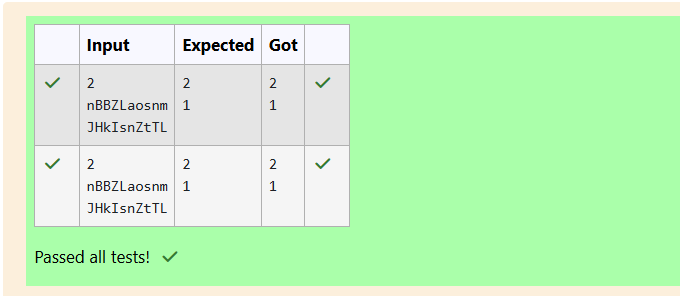 Input Expected Got
2 2 2
nBBZLaosnm 1 1
JHkIsnZtTL
2 2 2
nBBZLaosnm 1 1
JHkIsnZtTL
Passed all tests!